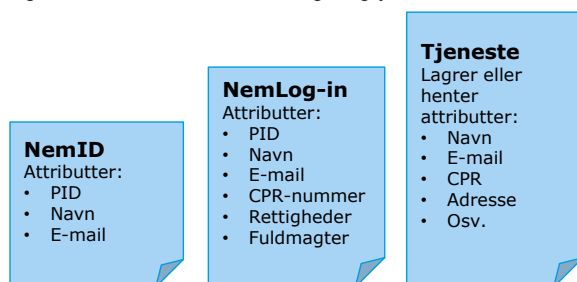 NemID
Attributter:
• PID
• Navn
• E-mail
NemLog-in
Attributter:
• PID
• Navn
• E-mail
• CPR-nummer
• Rettigheder
• Fuldmagter
Tjeneste
Lagrer eller
henter
attributter:
• Navn
• E-mail
• CPR
• Adresse
• Osv.